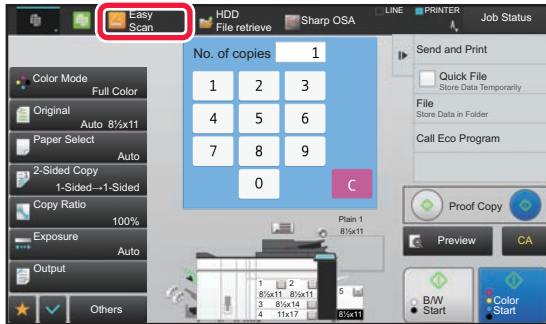 Easy
Scan
HDD
File retrieve
Sharp OSA
LINE
PRINTER
Job Status
No. of copies
1
Color Mode
Full Color
Original
Auto 8½x11
Paper Select
Auto
2-Sided Copy
1-Sided→1-Sided
Copy Ratio
100%
Exposure
Auto
Output
Others
1 2 3
4 5 6
7 8 9
0 C
Plain 1
8½x11
1 2
8½x11 8½x11
3 8½x14
4 11x17
5
8½x11
Send and Print
Quick File
Store Data Temporarily
File
Store Data in Folder
Call Eco Program
Proof Copy
Preview
CA
B/W
Start
Color
Start